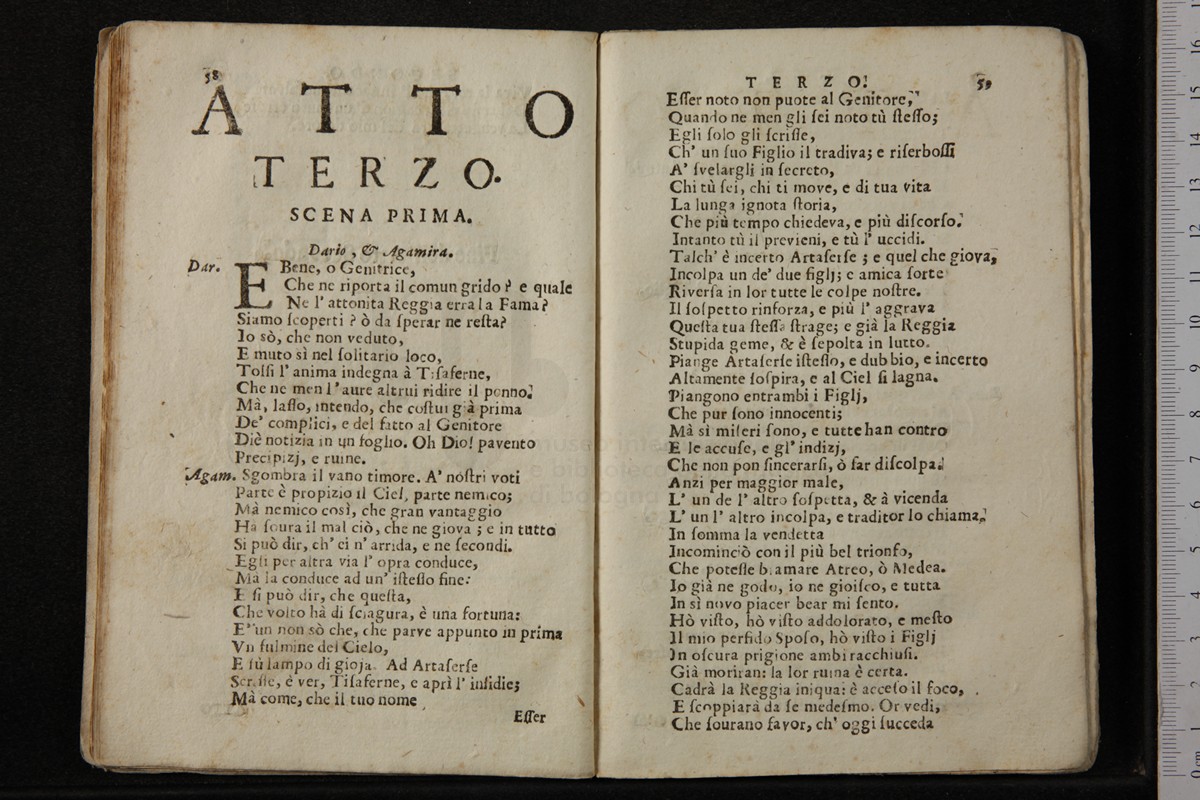 58
ATTO
TERZO.
SCENA PRIMA.
Dario, & Agamira.
Dar. EBene, o Genitrice,
Che ne riporta il comun grido? e quale
Ne l' attonita Reggia erra la Fama?
Siamo ſcoperti? ò da ſperar ne reſta?
Io sò, che non veduto,
E muto sì nel ſolitario loco,
Tolſi l' anima indegna à Tiſaferne,
Che ne men l' aure altrui ridire il ponno.
Mà, laſſo, intendo, che coſtui già prima
De' complici, e del fatto al Genitore
Diè notizia in un foglio. Oh Dio! pavento
Precipizj, e ruine.
Agam. Sgombra il vano timore. A' noſtri voti
Parte è propizio il Ciel, parte nemico;
Mà nemico così, che gran vantaggio
Hà ſoura il mal ciò, che ne giova; e in tutto
Si può dir, ch' ei n' arrida, e ne ſecondi.
Egli per altra via l' opra conduce,
Mà la conduce ad un' iſteſſo fine:
E ſi può dir, che queſta,
Che volto hà di ſciagura, è una fortuna:
E' un non sò che, che parve appunto in prima
Vn fulmine del Cielo,
E fù lampo di gioja. Ad Artaſerſe
Scriſſe, è ver, Tiſaferne, e aprì l' inſidie;
Mà come, che il tuo nome
Eſſer
TERZO. 59
Eſſer noto non puote al Genitore,
Quando ne men gli ſei noto tù ſteſſo;
Egli ſolo gli ſcriſſe,
Ch' un ſuo Figlio il tradiva; e riſerboſſi
A' ſvelargli in ſecreto,
Chi tù ſei, chi ti move, e di tua vita
La lunga ignota ſtoria,
Che più tempo chiedeva, e più diſcorſo.
Intanto tù il previeni, e tù l' uccidi.
Talch' è incerto Artaſerſe; e quel che giova,
Incolpa un de' due figlj; e amica ſorte
Riverſa in lor tutte le colpe noſtre.
Il ſoſpetto rinforza, e più l' aggrava
Queſta tua ſteſſa ſtrage; e già la Reggia
Stupida geme, & è ſepolta in lutto.
Piange Artaſerſe iſteſſo, e dubbio, e incerto
Altamente ſoſpira, e al Ciel ſi lagna.
Piangono entrambi i Figlj,
Che pur ſono innocenti;
Mà sì miſeri ſono, e tutte han contro
E le accuſe, e gl' indizj,
Che non pon ſincerarſi, ò far diſcolpa.
Anzi per maggior male,
L' un de l' altro ſoſpetta, & à vicenda
L' un l' altro incolpa, e traditor lo chiama.
In ſomma la vendetta
Incominciò con il più bel trionfo,
Che poteſſe bramare Atreo, ò Medea.
Io già ne godo, io ne gioiſco, e tutta
In sì novo piacer bear mi ſento.
Hò viſto, hò viſto addolorato, e meſto
Il mio perfido Spoſo, hò viſto i Figlj
In oſcura prigione ambi racchiuſi.
Già moriran: la lor ruina è certa.
Cadrà la Reggia iniqua: è acceſo il foco,
E ſcoppiarà da ſe medeſmo. Or vedi,
Che ſourano favor, ch' oggi ſucceda